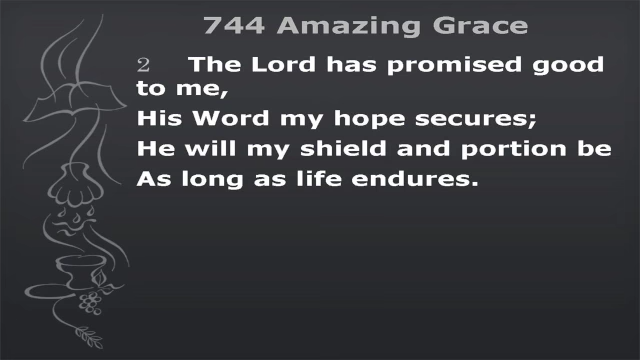 744 Amazing Grace
2 The Lord has promised good
to me,
His Word my hope secures;
He will my shield and portion be
As long as life endures.